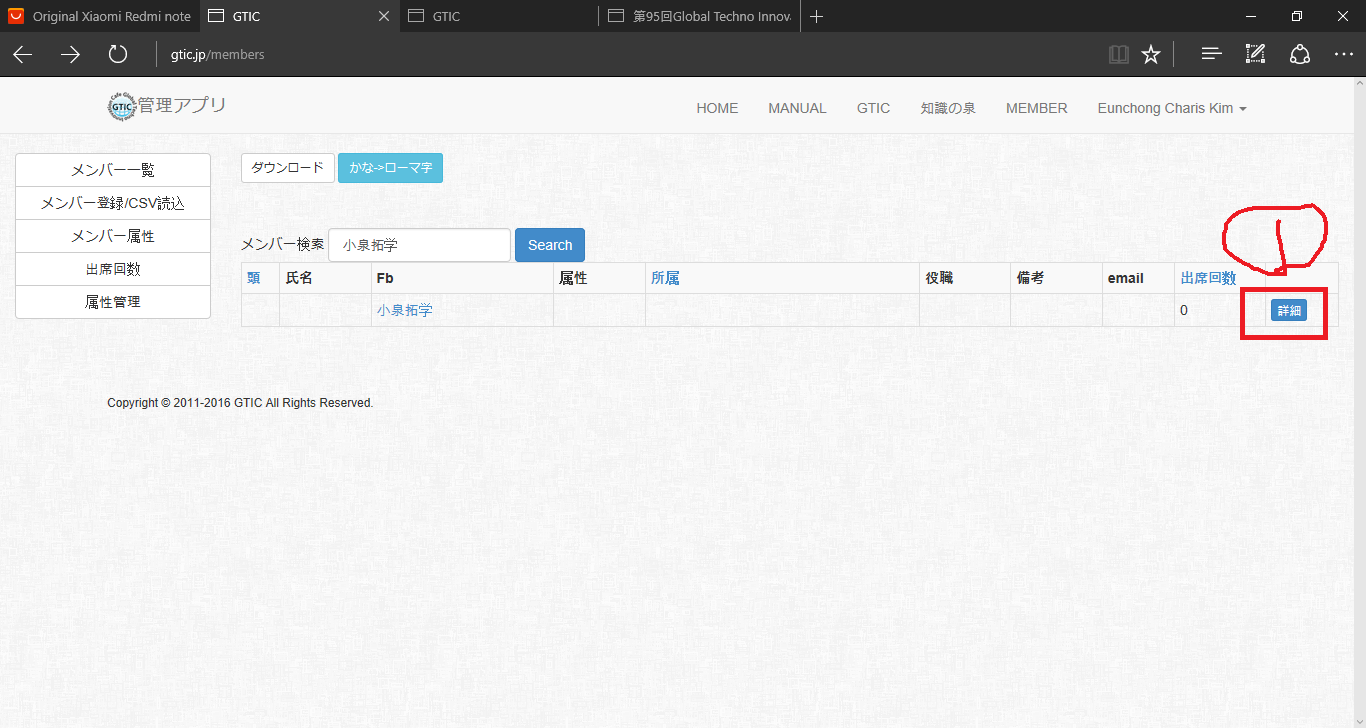 Original Xiaomi Redmi note
GTIC
GTIC
第95回Global Techno Innova
gtic.jp/members
GTIC
管理アプリ
HOME
MANUAL
GTIC
知識の泉
MEMBER
Eunchong Charis Kim
メンバー一覧
メンバー登録/CSV読込
メンバー属性
出席回数
属性管理
ダウンロード
かな->ローマ字
メンバー検索 小泉拓学 Search
頭 氏名 Fb 属性 所属 役職 備考 email 出席回数
小泉拓学 0 詳細
1
Copyright © 2011-2016 GTIC All Rights Reserved.